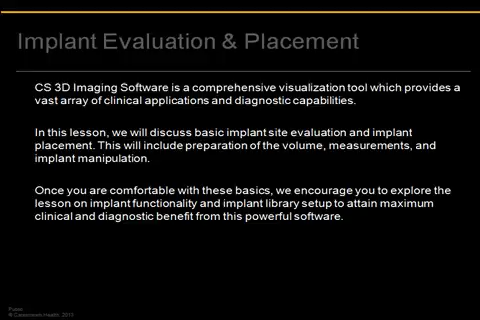 Implant Evaluation & Placement
CS 3D Imaging Software is a comprehensive visualization tool which provides a
vast array of clinical applications and diagnostic capabilities.
In this lesson, we will discuss basic implant site evaluation and implant
placement. This will include preparation of the volume, measurements, and
implant manipulation.
Once you are comfortable with these basics, we encourage you to explore the
lesson on implant functionality and implant library setup to attain maximum
clinical and diagnostic benefit from this powerful software.